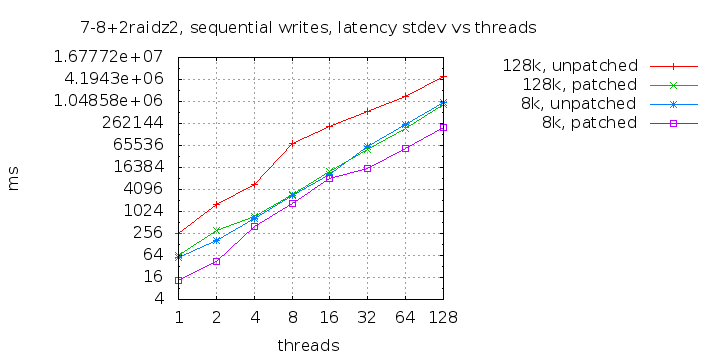 7-8+2raidz2, sequential writes, latency stdev vs threads
128k, unpatched
128k, patched
8k, unpatched
8k, patched
1.67772e+07
4.1943e+06
1.04858e+06
262144
65536
16384
4096
1024
256
64
16
4
ms
1 2 4 8 16 32 64 128
threads